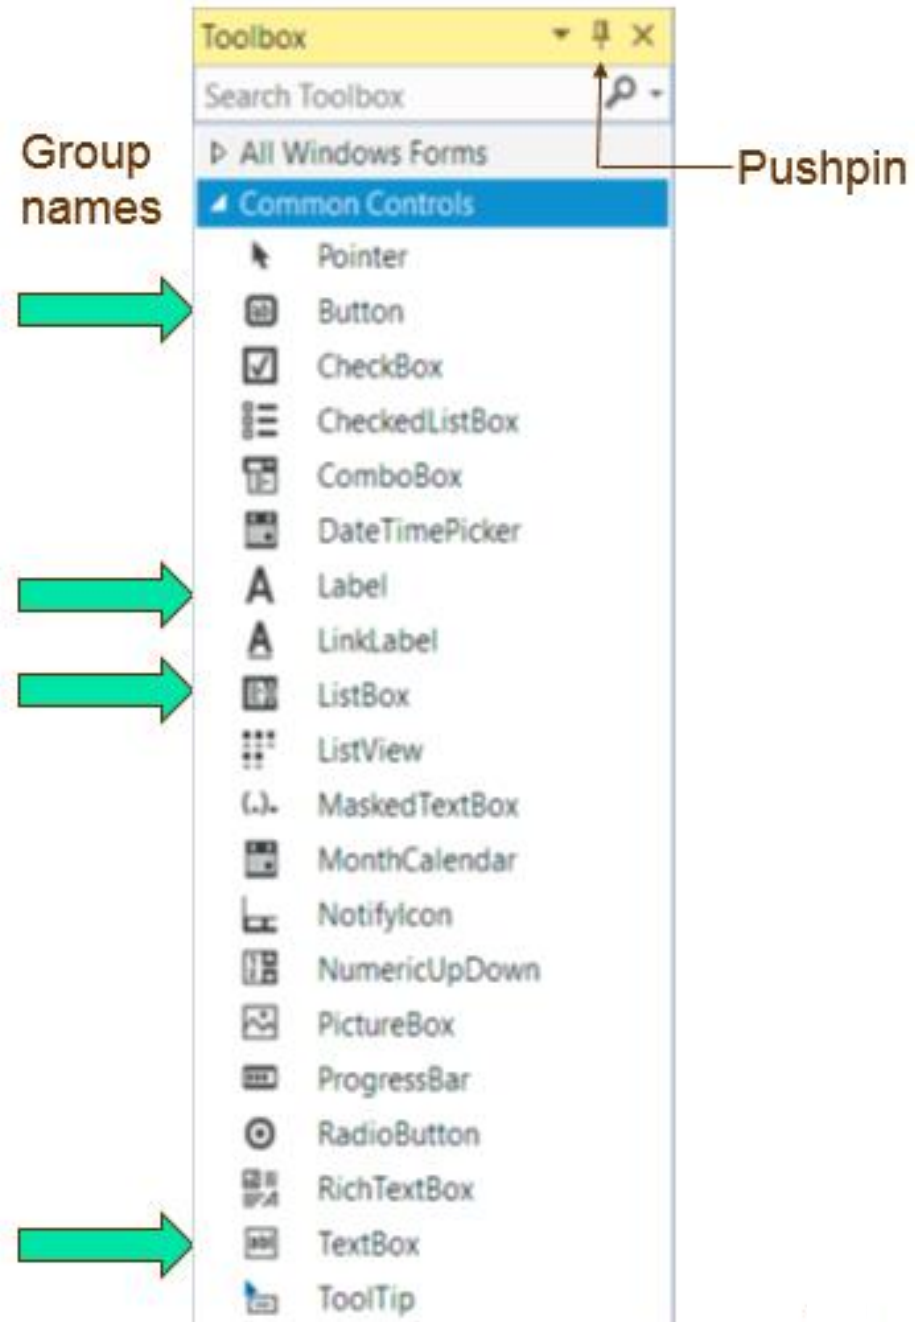 Toolbox
Search Toolbox
Group
names
All Windows Forms
Pushpin
Common Controls
Pointer
Button
CheckBox
CheckedListBox
ComboBox
DateTimePicker
Label
LinkLabel
ListBox
ListView
MaskedTextBox
MonthCalendar
NotifyIcon
NumericUpDown
PictureBox
ProgressBar
RadioButton
RichTextBox
TextBox
ToolTip